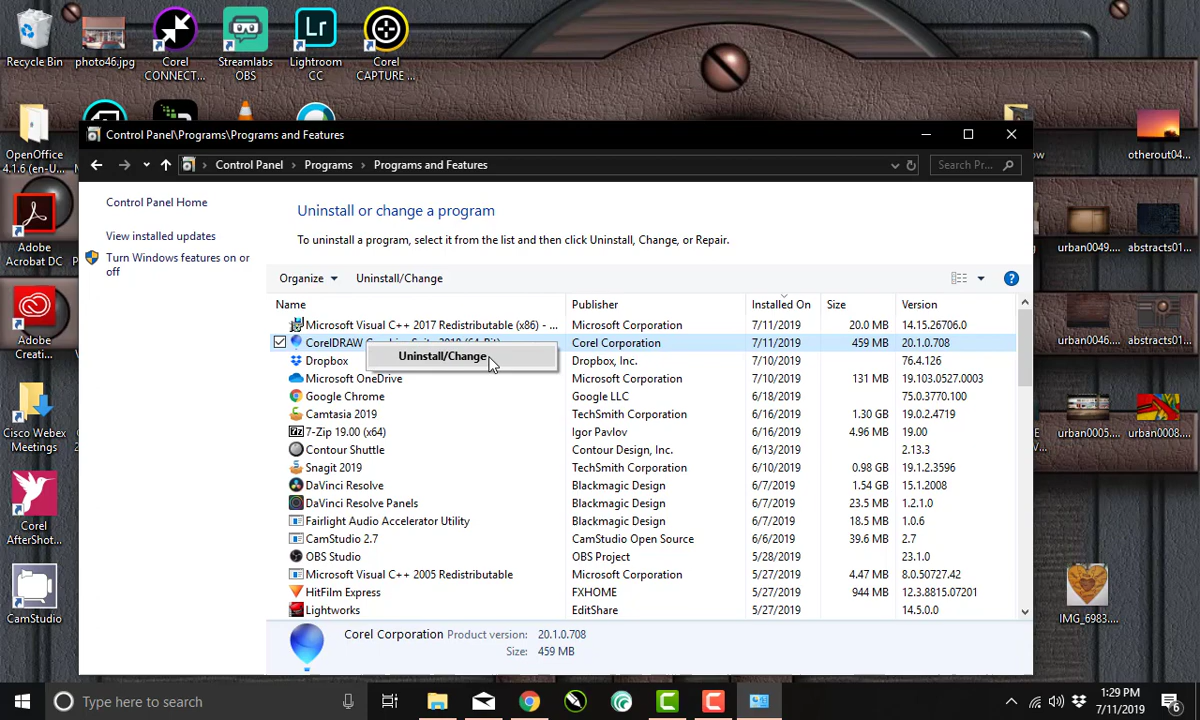 Recycle Bin
photo46.jpg
Corel
CONNECT...
Streamlabs
OBS
Lr
Lightroom
CC
Corel
CAPTURE ...
OpenOffice
4.1.6 (en-U...
otherout04...
Control Panel\Programs\Programs and Features
Control Panel
Programs
Programs and Features
Search Pr...
Control Panel Home
View installed updates
Turn Windows features on or
off
Uninstall or change a program
To uninstall a program, select it from the list and then click Uninstall, Change, or Repair.
Organize
Uninstall/Change
Name Publisher Installed On Size Version
Microsoft Visual C++ 2017 Redistributable (x86) - ... Microsoft Corporation 7/11/2019 20.0 MB 14.15.26706.0
CorelDRAW Graphics Suite 2018 (64-Bit) Corel Corporation 7/11/2019 459 MB 20.1.0.708
Uninstall/Change
Dropbox Dropbox, Inc. 7/10/2019 76.4.126
Microsoft OneDrive Microsoft Corporation 7/10/2019 131 MB 19.103.0527.0003
Google Chrome Google LLC 6/18/2019 75.0.3770.100
Camtasia 2019 TechSmith Corporation 6/16/2019 1.30 GB 19.0.2.4719
7-Zip 19.00 (x64) Igor Pavlov 6/16/2019 4.96 MB 19.00
Contour Shuttle Contour Design, Inc. 6/13/2019 2.13.3
Snagit 2019 TechSmith Corporation 6/10/2019 0.98 GB 19.1.2.3596
DaVinci Resolve Blackmagic Design 6/7/2019 1.54 GB 15.1.2008
DaVinci Resolve Panels Blackmagic Design 6/7/2019 23.5 MB 1.2.1.0
Fairlight Audio Accelerator Utility Blackmagic Design 6/7/2019 18.5 MB 1.0.6
CamStudio 2.7 CamStudio Open Source 6/6/2019 39.6 MB 2.7
OBS Studio OBS Project 5/28/2019 23.1.0
Microsoft Visual C++ 2005 Redistributable Microsoft Corporation 5/27/2019 4.47 MB 8.0.50727.42
HitFilm Express FXHOME 5/27/2019 944 MB 12.3.8815.07201
Lightworks EditShare 5/27/2019 14.5.0.0
Corel Corporation Product version: 20.1.0.708
Size: 459 MB
Adobe
Acrobat DC
Adobe
Creati...
Cisco Webex
Meetings
Corel
AfterShot...
CamStudio
urban0049....
abstracts01...
urban0046....
abstracts01...
urban0005....
urban0008....
IMG_6983....
Type here to search
1:29 PM
7/11/2019
6